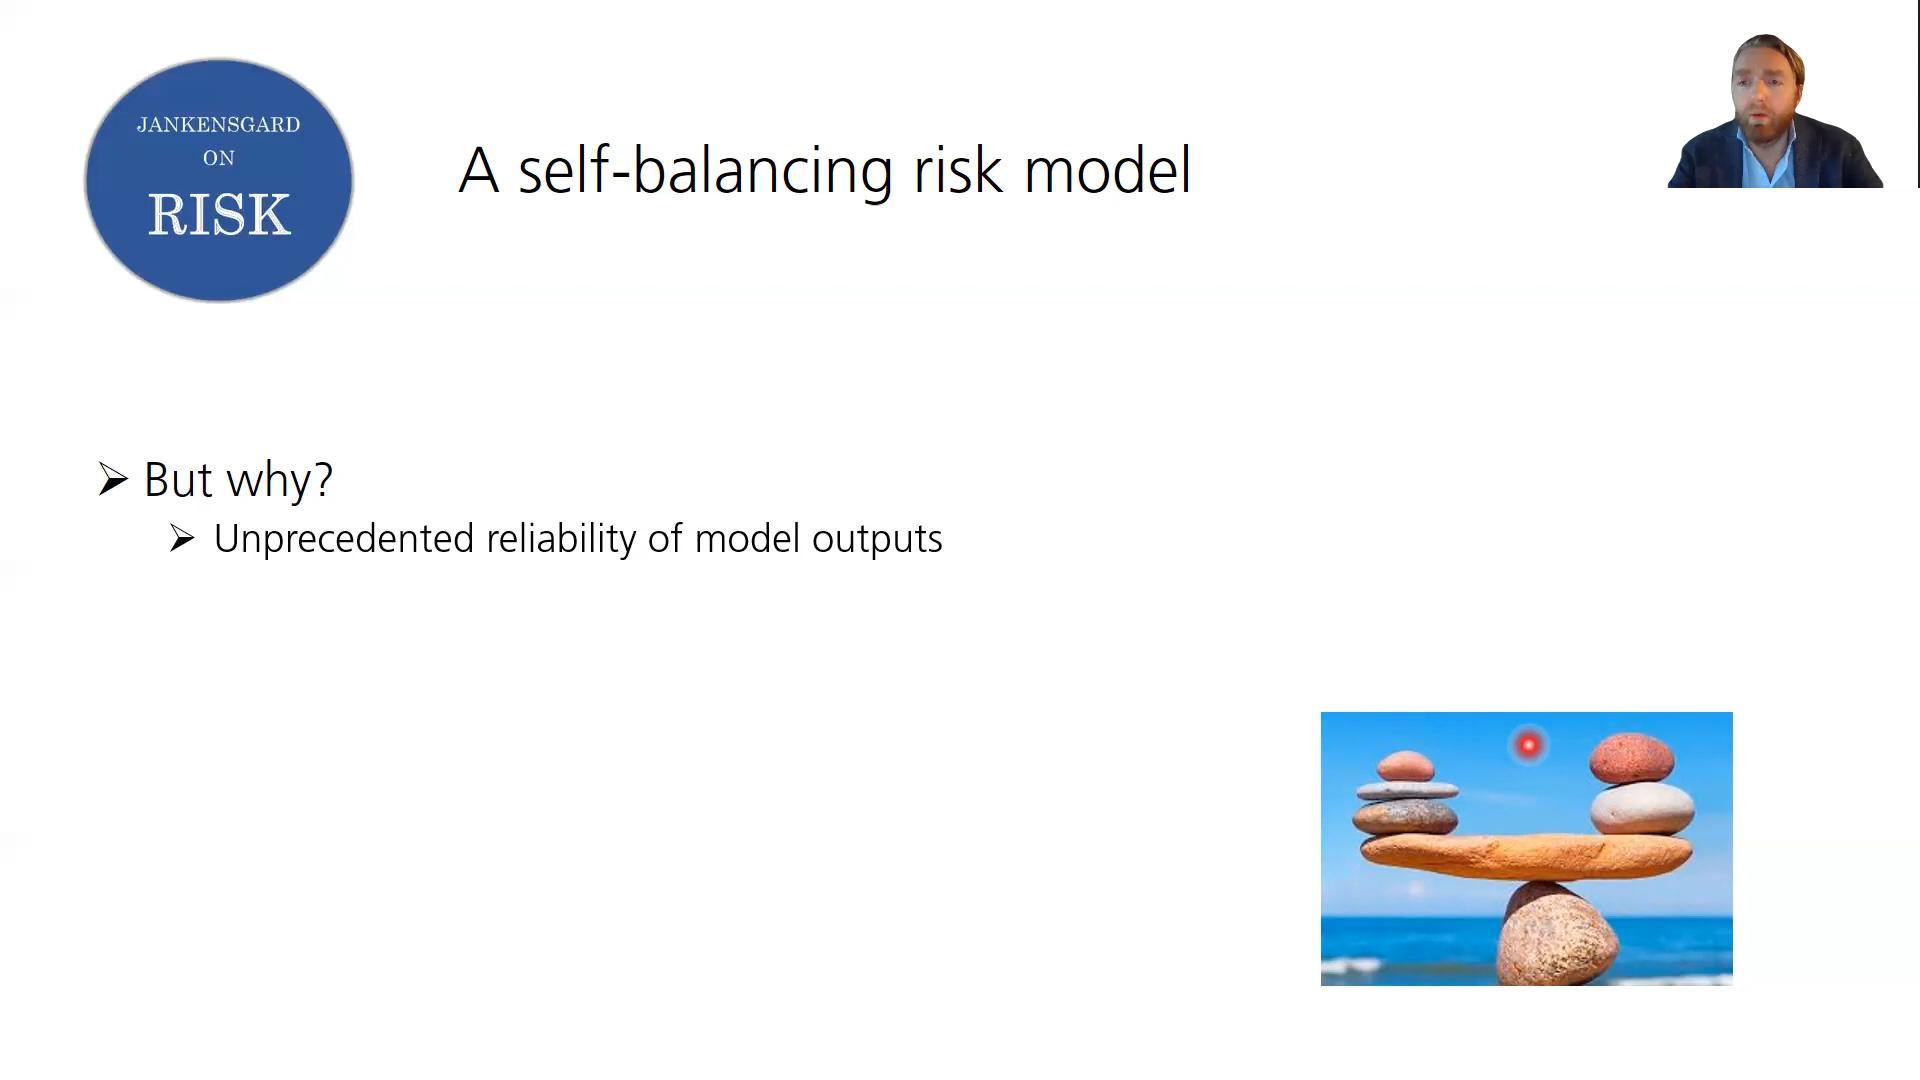 JANKENSGARD
ON
RISK
A self-balancing risk model
But why?
Unprecedented reliability of model outputs